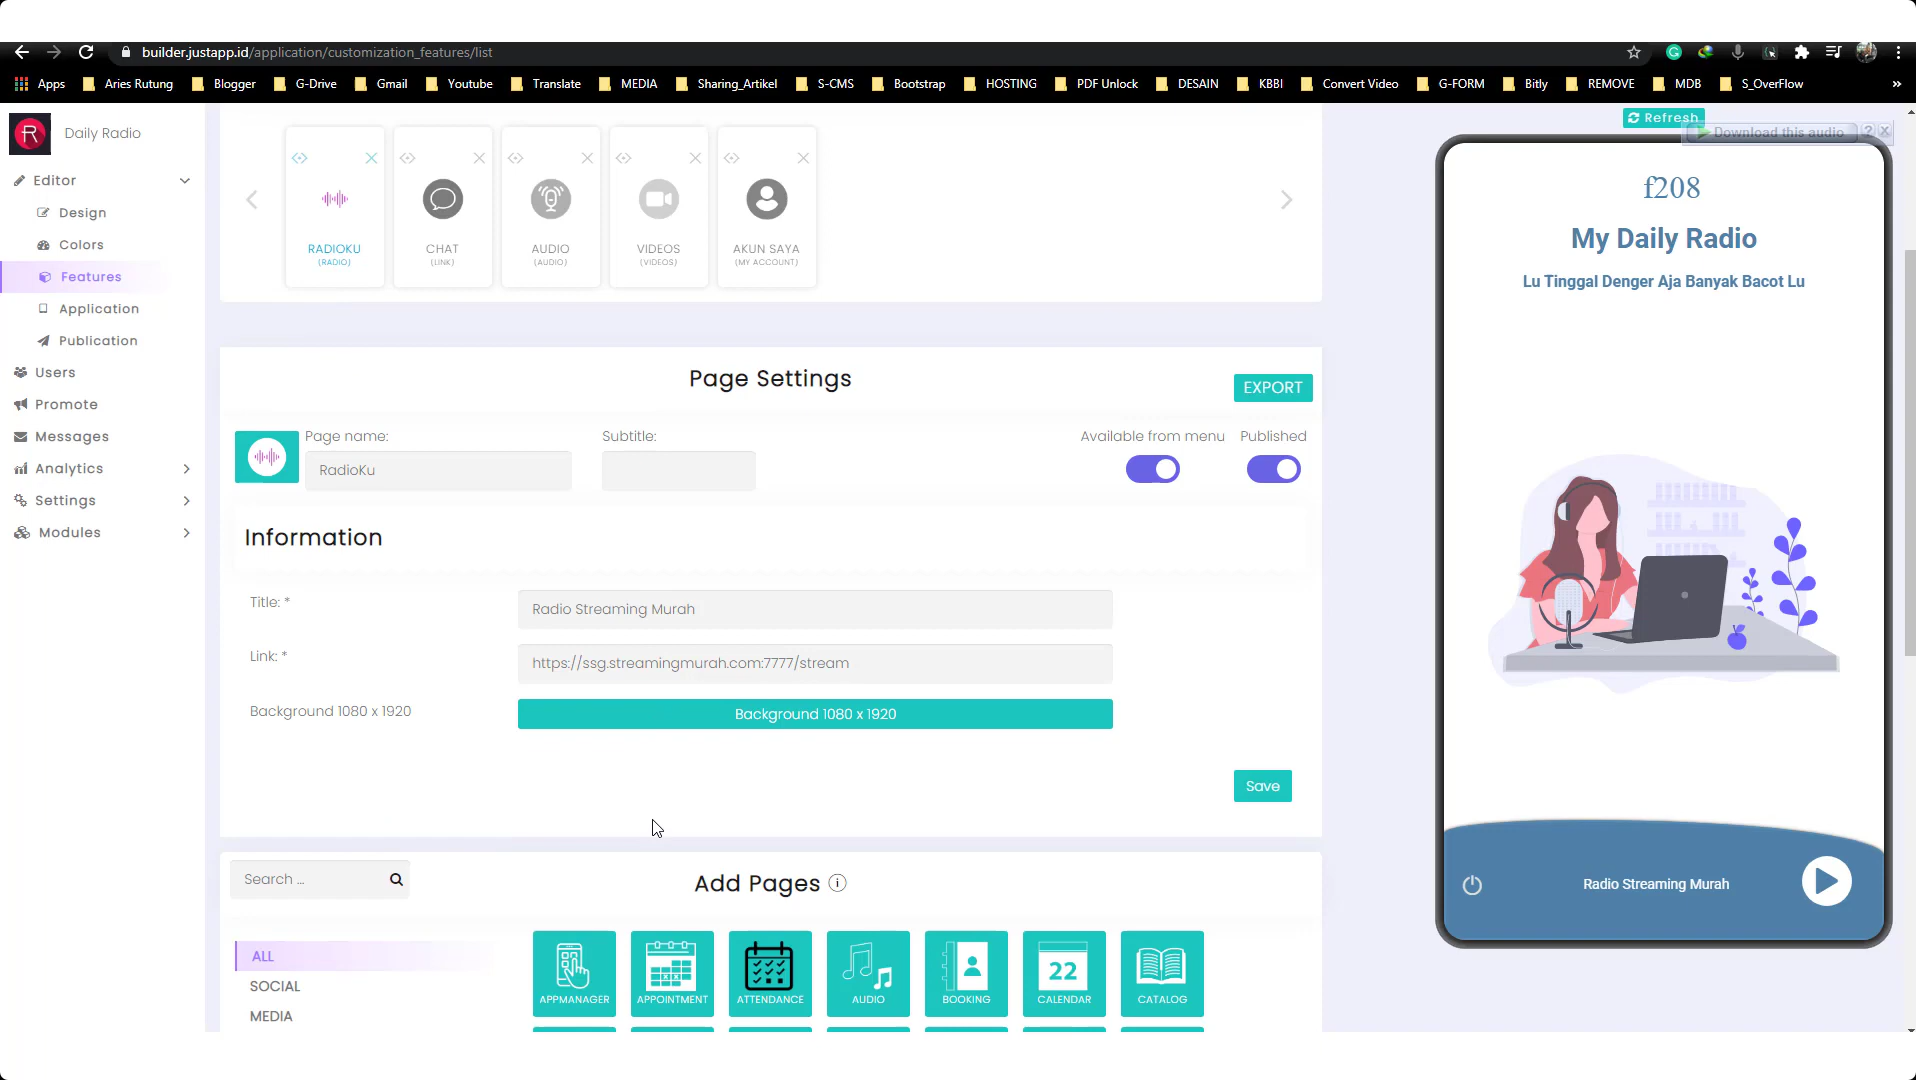 builder.justapp.id/application/customization_features/list
Apps
Aries Rutung
Blogger
G-Drive
Gmail
Youtube
Translate
MEDIA
Sharing_Artikel
S-CMS
Bootstrap
HOSTING
PDF Unlock
DESAIN
KBBI
Convert Video
G-FORM
Bitly
REMOVE
MDB
S_OverFlow
»
R
Daily Radio
Editor
Design
Colors
Features
Application
Publication
Users
Promote
Messages
Analytics
Settings
Modules
RADIOKU
(RADIO)
CHAT
(LINK)
AUDIO
(AUDIO)
VIDEOS
(VIDEOS)
AKUN SAYA
(MY ACCOUNT)
Page Settings
EXPORT
Page name:
RadioKu
Subtitle:
Available from menu
Published
Information
Title: *
Radio Streaming Murah
Link: *
https://ssg.streamingmurah.com:7777/stream
Background 1080 x 1920
Background 1080 x 1920
Save
Search ...
Add Pages
ALL
SOCIAL
MEDIA
APPMANAGER
APPOINTMENT
ATTENDANCE
AUDIO
BOOKING
22
CALENDAR
CATALOG
Refresh
Download this audio
?
f208
My Daily Radio
Lu Tinggal Denger Aja Banyak Bacot Lu
Radio Streaming Murah